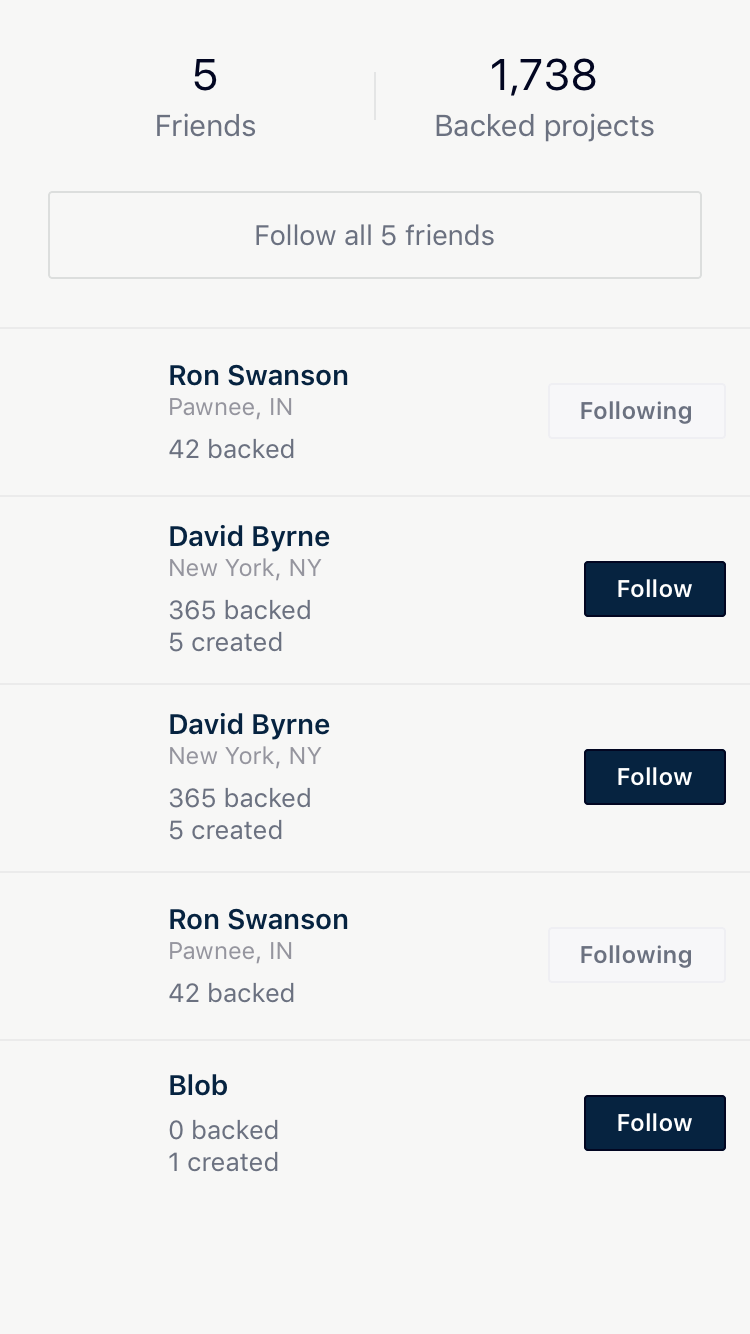 5
Friends
1,738
Backed projects
Follow all 5 friends
Ron Swanson
Pawnee, IN
42 backed
Following
David Byrne
New York, NY
365 backed
5 created
Follow
David Byrne
New York, NY
365 backed
5 created
Follow
Ron Swanson
Pawnee, IN
42 backed
Following
Blob
0 backed
1 created
Follow